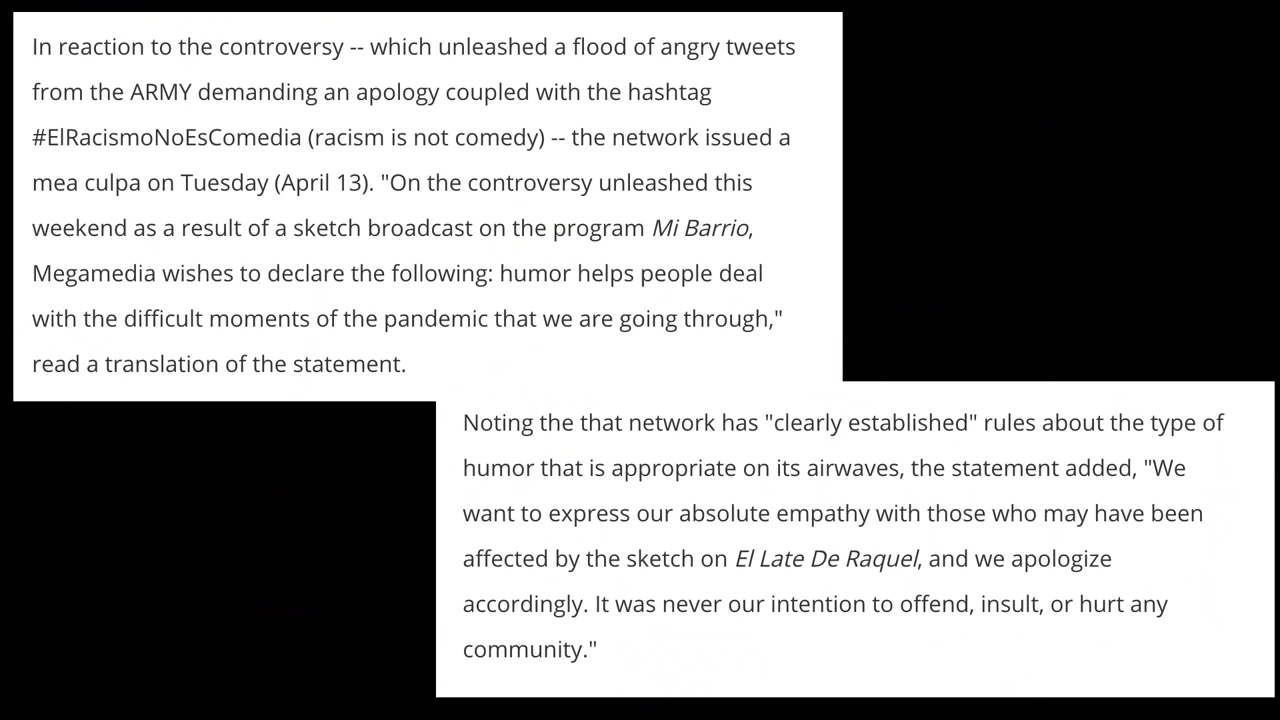 In reaction to the controversy -- which unleashed a flood of angry tweets
from the ARMY demanding an apology coupled with the hashtag
#ElRacismoNoEsComedia (racism is not comedy) -- the network issued a
mea culpa on Tuesday (April 13). "On the controversy unleashed this
weekend as a result of a sketch broadcast on the program Mi Barrio,
Megamedia wishes to declare the following: humor helps people deal
with the difficult moments of the pandemic that we are going through,"
read a translation of the statement.
Noting the that network has "clearly established" rules about the type of
humor that is appropriate on its airwaves, the statement added, "We
want to express our absolute empathy with those who may have been
affected by the sketch on El Late De Raquel, and we apologize
accordingly. It was never our intention to offend, insult, or hurt any
community."